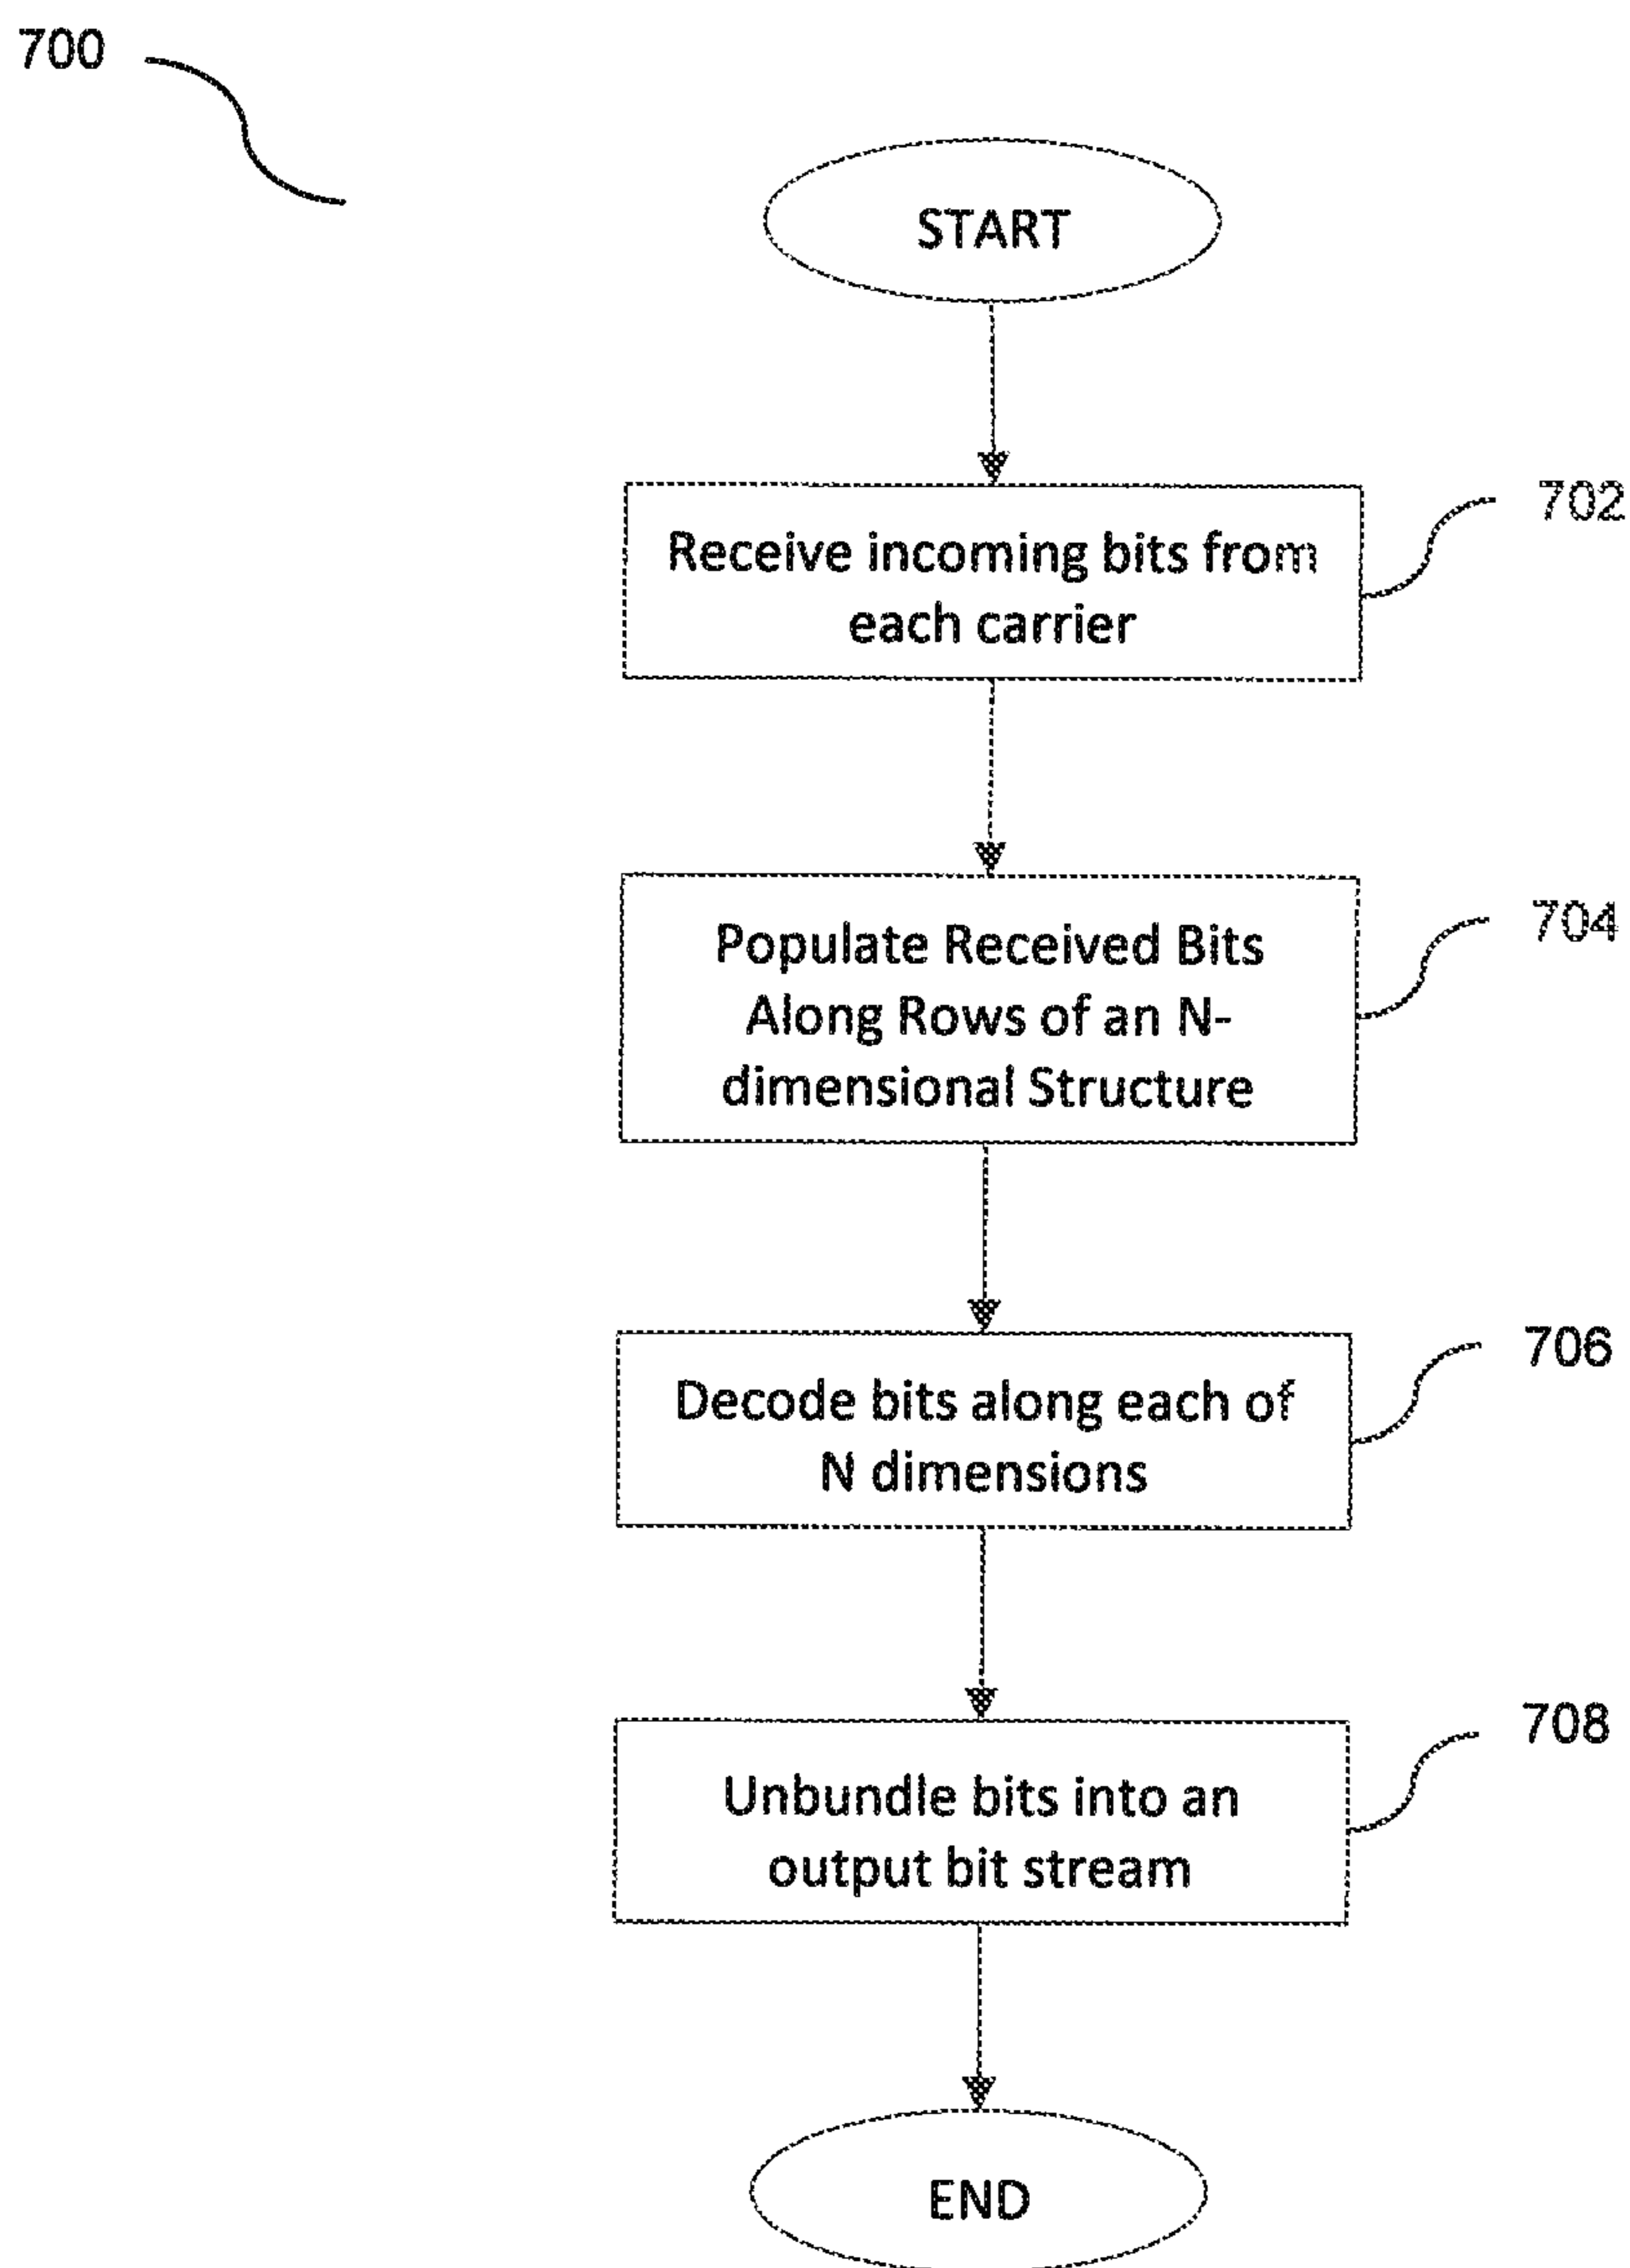 700
START
702
Receive incoming bits from
each carrier
704
Populate Received Bits
Along Rows of an N-
dimensional Structure
706
Decode bits along each of
N dimensions
708
Unbundle bits into an
output bit stream
END